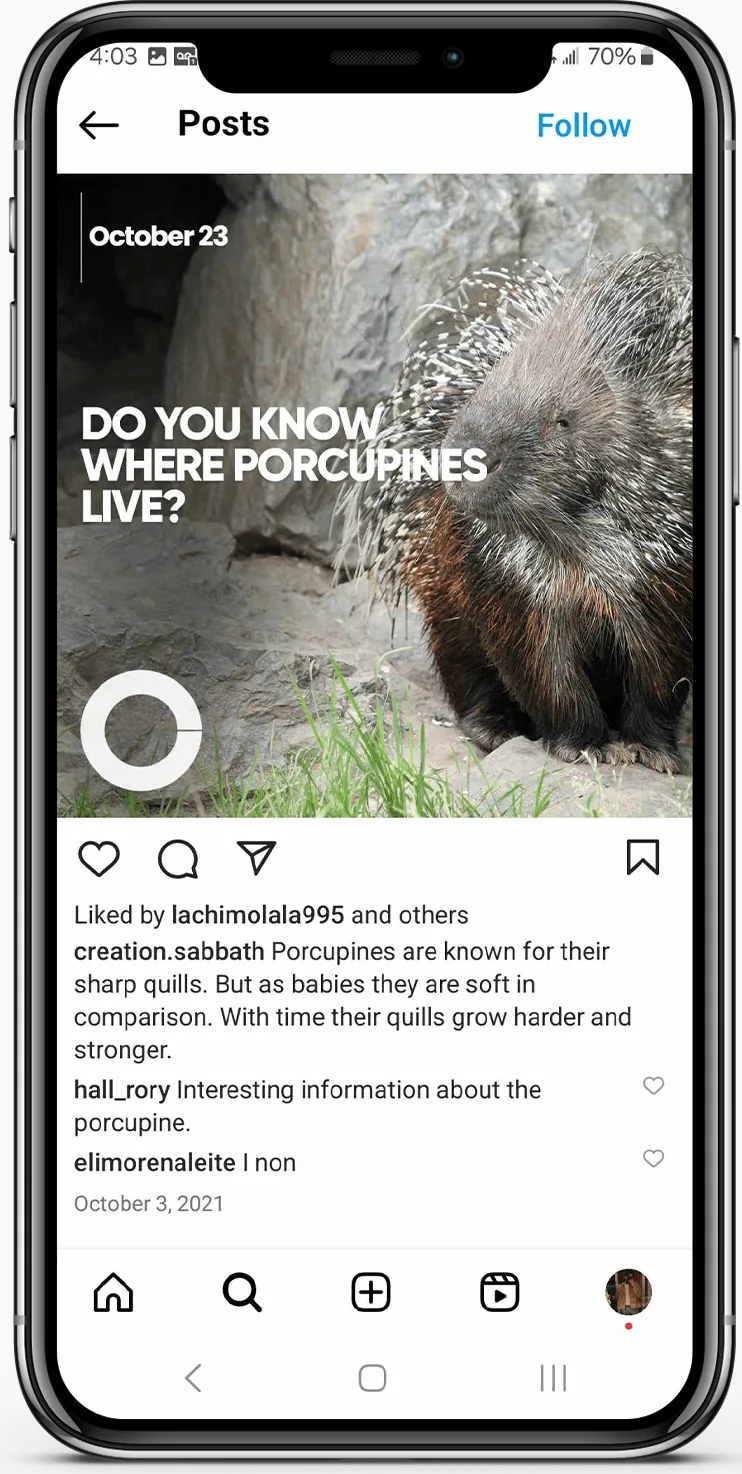 4:03 70%
Posts Follow
October 23
DO YOU KNOW
WHERE PORCUPINES
LIVE?
Liked by lachimolala995 and others
creation.sabbath Porcupines are known for their
sharp quills. But as babies they are soft in
comparison. With time their quills grow harder and
stronger.
hall_rory Interesting information about the
porcupine.
elimorenaleite I non
October 3, 2021